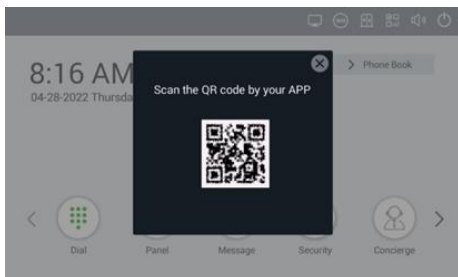 8:16 AM
04-28-2022 Thursda
Phone Book
Scan the QR code by your APP
Dial
Panel
Message
Security
Concierge